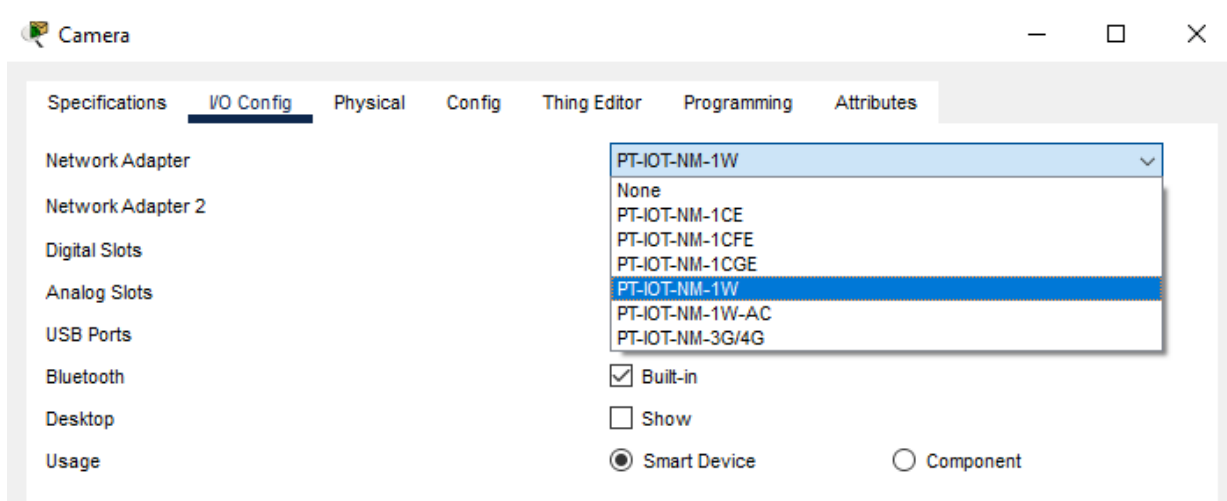 Camera
Specifications I/O Config Physical Config Thing Editor Programming Attributes
Network Adapter PT-IOT-NM-1W
None
Network Adapter 2 PT-IOT-NM-1CE
PT-IOT-NM-1CFE
Digital Slots PT-IOT-NM-1CGE
Analog Slots PT-IOT-NM-1W
PT-IOT-NM-1W-AC
USB Ports PT-IOT-NM-3G/4G
Bluetooth Built-in
Desktop Show
Usage Smart Device Component